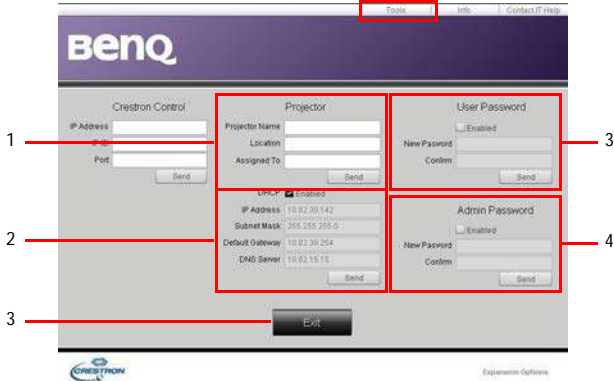 Tools Info Contact IT Help
BenQ
Crestron Control
IP Address
Port
Send
1
Projector
Projector Name
Location
Assigned To
Send
2
DHCP Enabled
IP Address 10.82.30.142
Subnet Mask 255.255.255.0
Default Gateway 10.82.30.254
DNS Server 10.82.15.15
Send
User Password
Enabled
New Pasword
Confirm
Send
3
Admin Password
Enabled
New Pasword
Confirm
Send
4
3
Exit
CRESTRON
Expansion Options